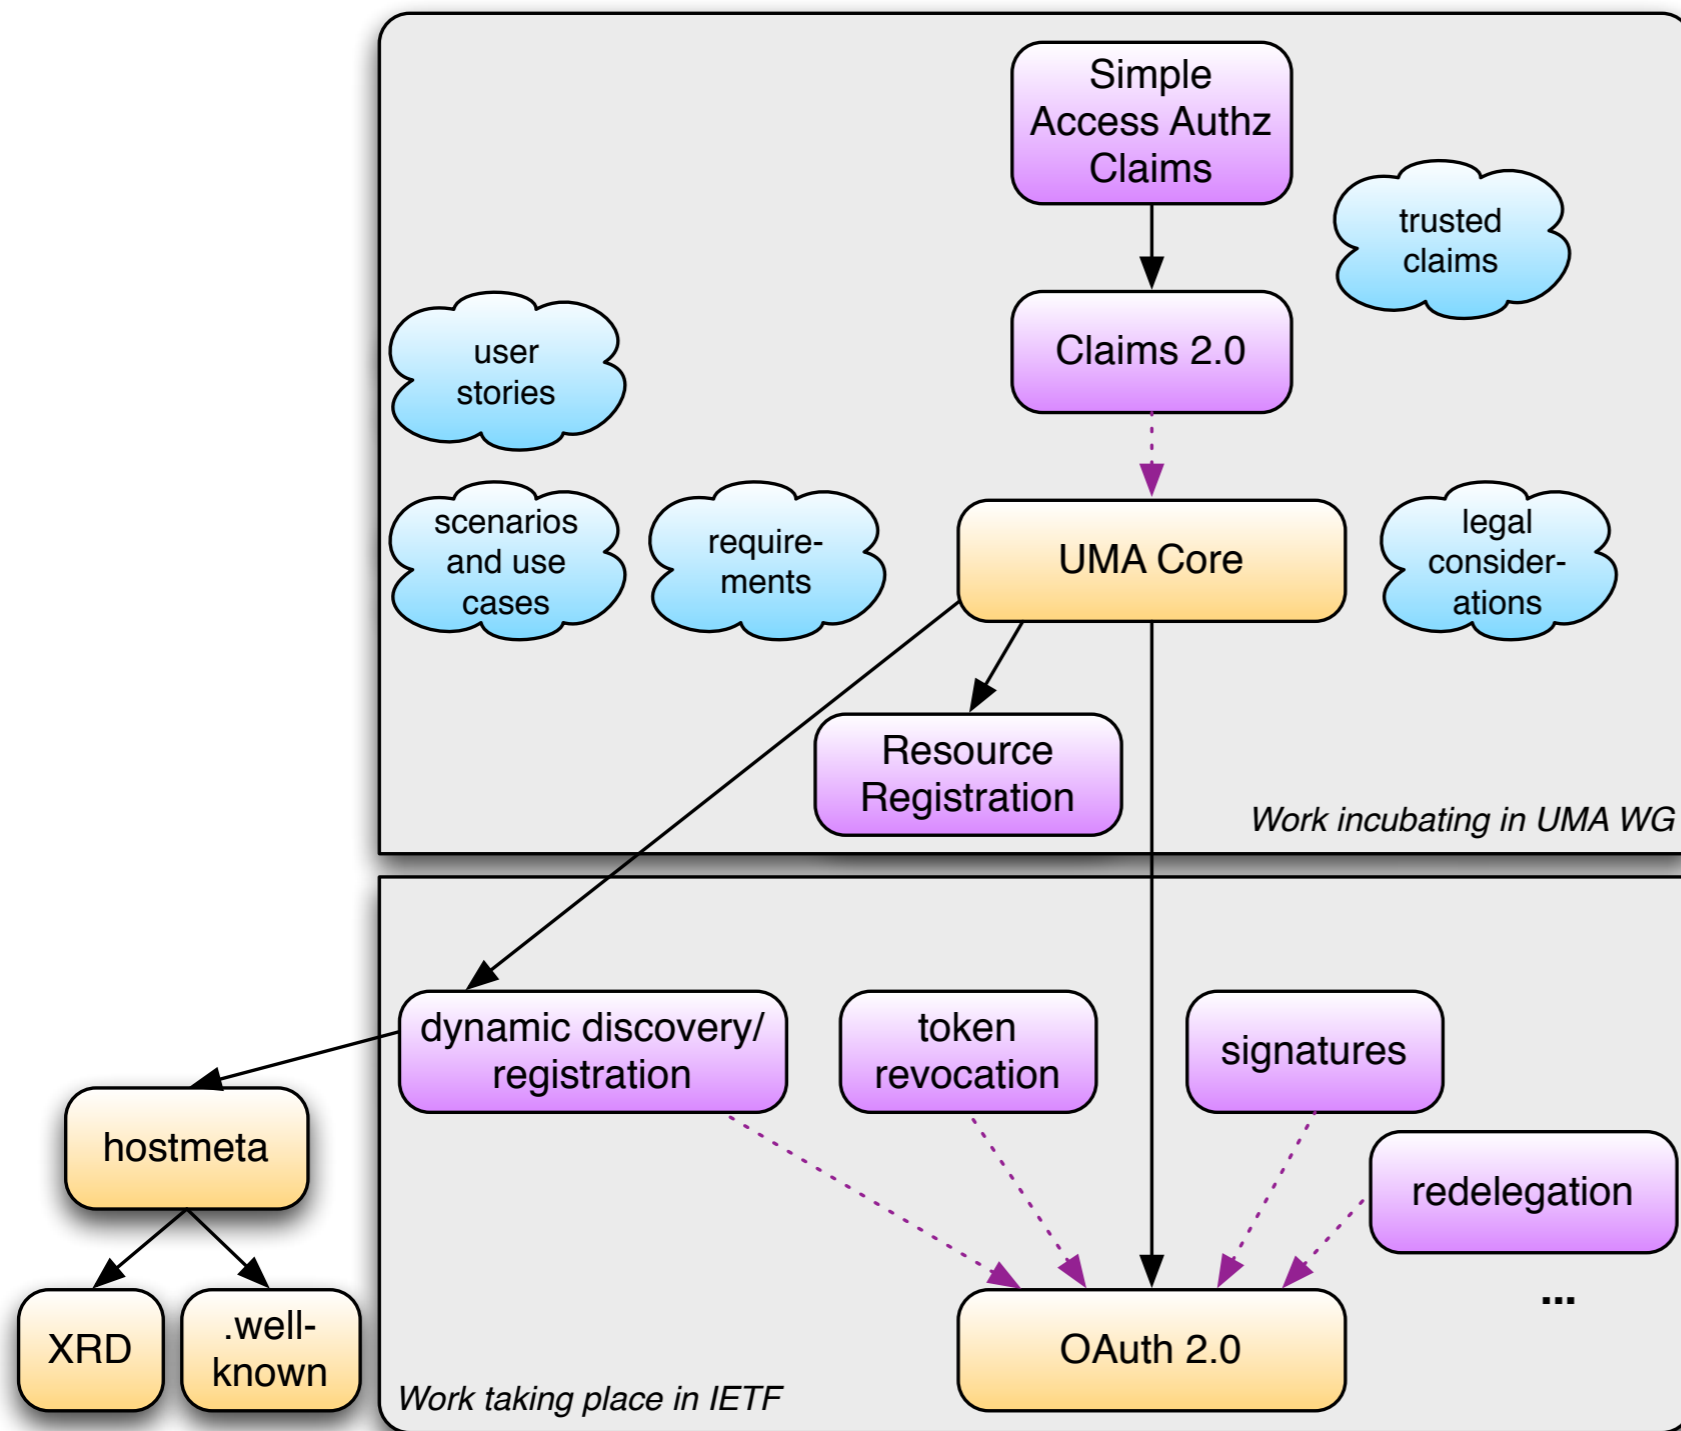 Simple
Access Authz
Claims
trusted
claims
user
stories
Claims 2.0
scenarios
and use
cases
require-
ments
UMA Core
legal
consider-
ations
Resource
Registration
Work incubating in UMA WG
dynamic discovery/
registration
token
revocation
signatures
hostmeta
redelegation
...
XRD
.well-
known
OAuth 2.0
Work taking place in IETF